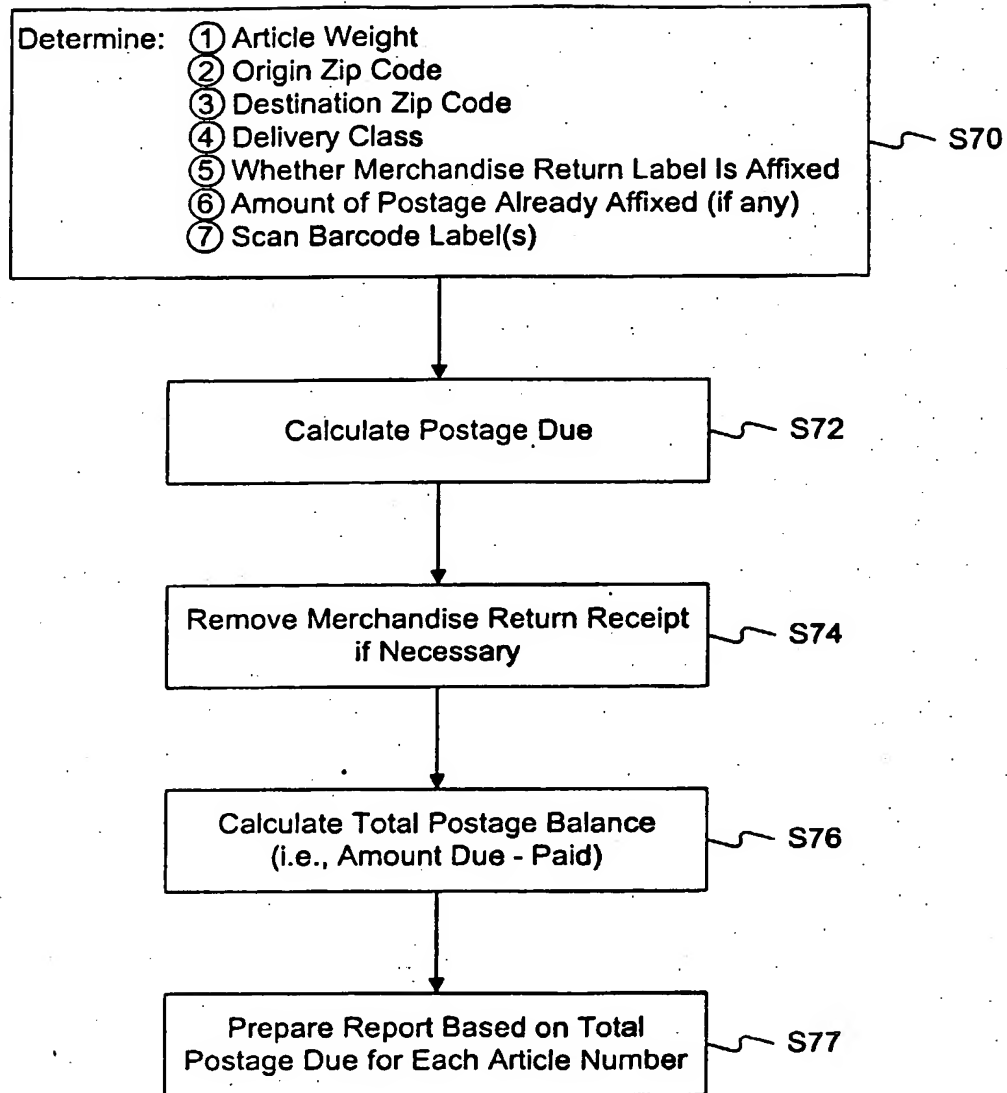 Determine: ① Article Weight
② Origin Zip Code
③ Destination Zip Code
④ Delivery Class
⑤ Whether Merchandise Return Label Is Affixed
⑥ Amount of Postage Already Affixed (if any)
⑦ Scan Barcode Label(s)
S70
Calculate Postage Due
S72
Remove Merchandise Return Receipt
if Necessary
S74
Calculate Total Postage Balance
(i.e., Amount Due - Paid)
S76
Prepare Report Based on Total
Postage Due for Each Article Number
S77